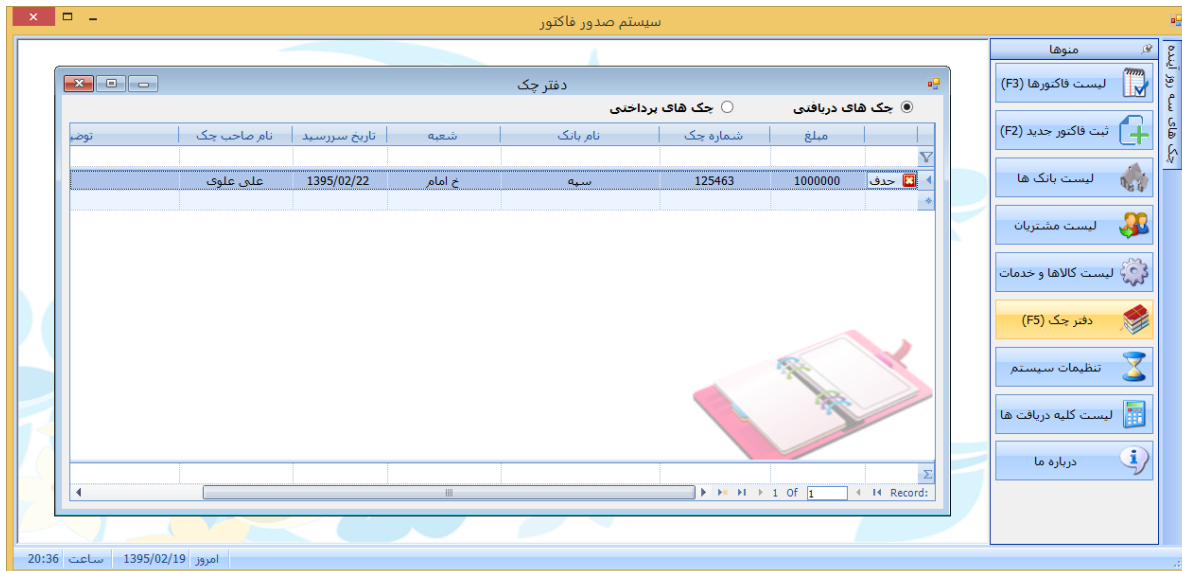 سیستم صدور فاکتور
چک های سه روز آینده
منوها
لیست فاکتورها (F3)
ثبت فاکتور جدید (F2)
لیست بانک ها
لیست مشتریان
لیست کالاها و خدمات
دفتر چک (F5)
تنظیمات سیستم
لیست کلیه دریافت ها
درباره ما
دفتر چک
چک های دریافتی چک های پرداختی
مبلغ شماره چک نام بانک شعبه تاریخ سررسید نام صاحب چک توضی
حذف 1000000 125463 سپه خ امام 1395/02/22 علی علوی
Record: 1 Of 1
امروز 1395/02/19 ساعت 20:36